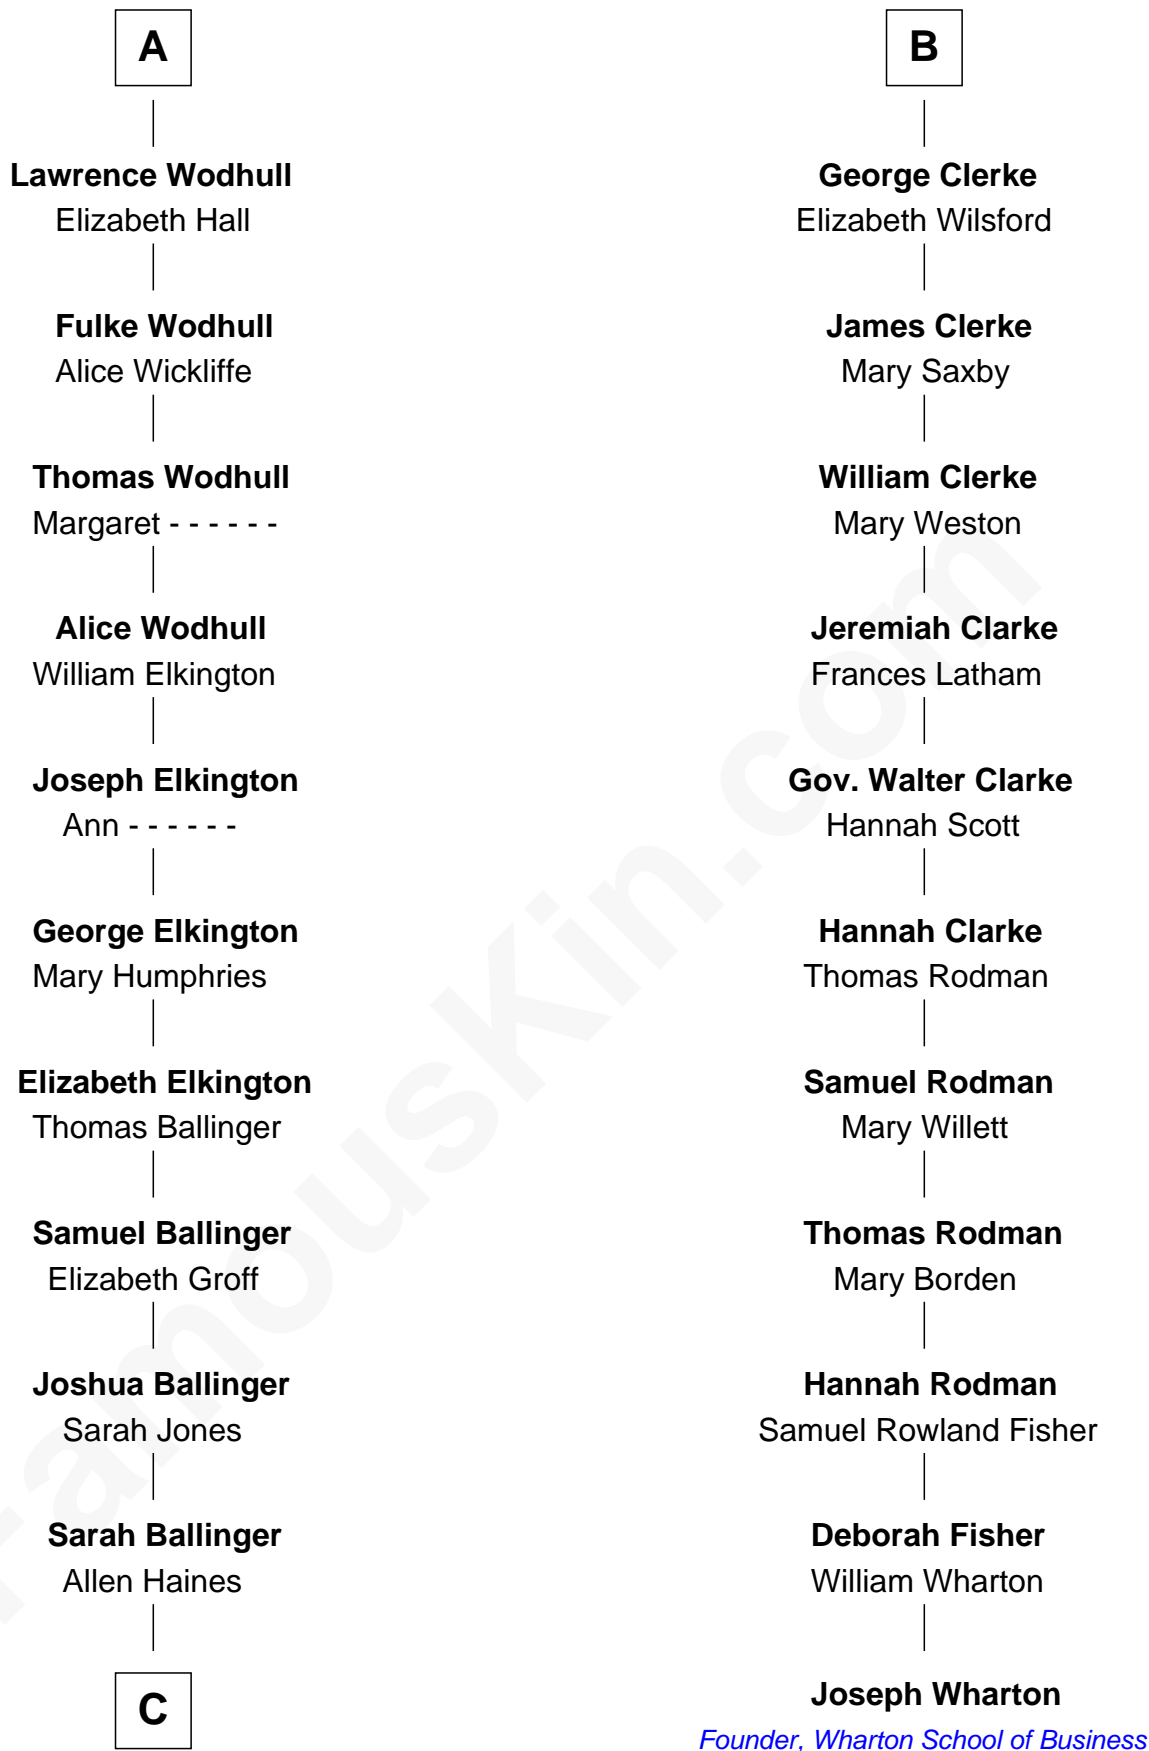 A
Lawrence Wodhull
Elizabeth Hall
Fulke Wodhull
Alice Wickliffe
Thomas Wodhull
Margaret - - - - - -
Alice Wodhull
William Elkington
Joseph Elkington
Ann - - - - - -
George Elkington
Mary Humphries
Elizabeth Elkington
Thomas Ballinger
Samuel Ballinger
Elizabeth Groff
Joshua Ballinger
Sarah Jones
Sarah Ballinger
Allen Haines
C
B
George Clerke
Elizabeth Wilsford
James Clerke
Mary Saxby
William Clerke
Mary Weston
Jeremiah Clarke
Frances Latham
Gov. Walter Clarke
Hannah Scott
Hannah Clarke
Thomas Rodman
Samuel Rodman
Mary Willett
Thomas Rodman
Mary Borden
Hannah Rodman
Samuel Rowland Fisher
Deborah Fisher
William Wharton
Joseph Wharton
Founder, Wharton School of Business
FamousKin.com